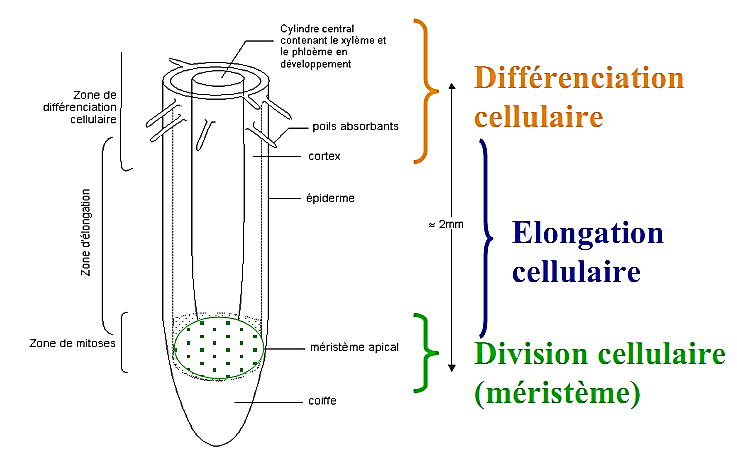 Cylindre central
contenant le xylème et
le phloème en
développement
Zone de
différenciation
cellulaire
poils absorbants
cortex
épiderme
Zone d'élongation
≈ 2mm
Zone de mitoses
méristème apical
coiffe
Différenciation
cellulaire
Elongation
cellulaire
Division cellulaire
(méristème)